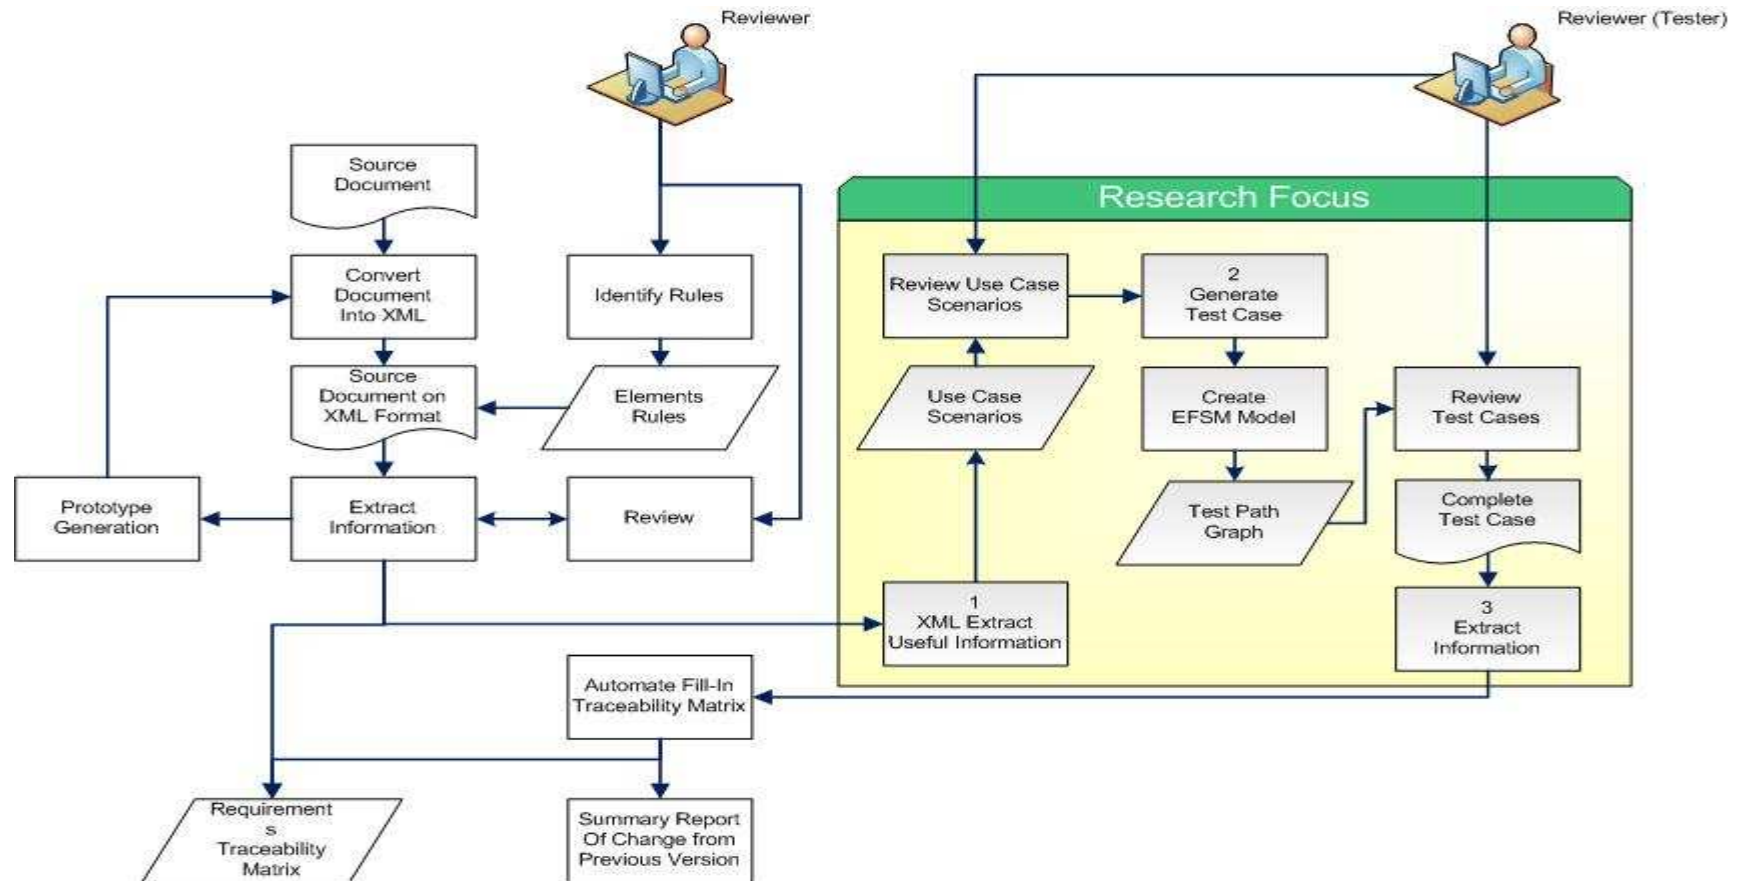 Reviewer
Reviewer (Tester)
Source
Document
Research Focus
Convert
Document
Into XML
Identify Rules
Review Use Case
Scenarios
2
Generate
Test Case
Source
Document on
XML Format
Elements
Rules
Use Case
Scenarios
Create
EFSM Model
Review
Test Cases
Prototype
Generation
Extract
Information
Review
Test Path
Graph
Complete
Test Case
1
XML Extract
Useful Information
3
Extract
Information
Automate Fill-In
Traceability Matrix
Requirement
s
Traceability
Matrix
Summary Report
Of Change from
Previous Version